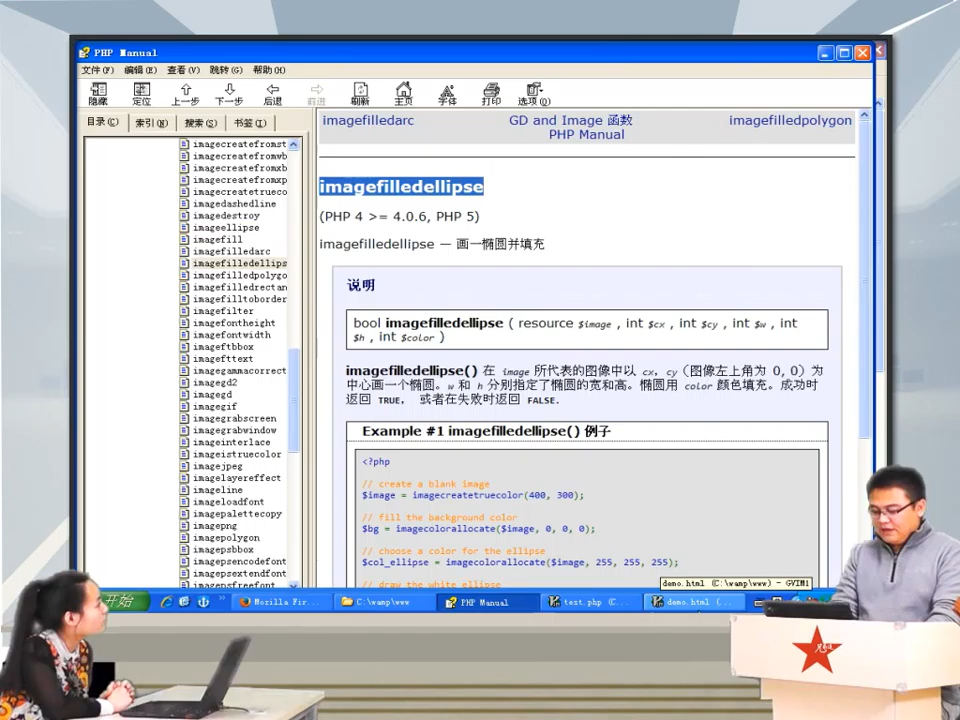 PHP Manual
文件(F) 编辑(E) 查看(V) 跳转(G) 帮助(H)
隐藏 定位 上一步 下一步 后退 前进 刷新 主页 字体 打印 选项(O)
目录(C) 索引(N) 搜索(S) 书签(I)
imagecreatefromst
imagecreatefromwb
imagecreatefromxb
imagecreatefromxp
imagecreatetrueco
imagedashedline
imagedestroy
imageellipse
imagefill
imagefilledarc
imagefilledellips
imagefilledpolygo
imagefilledrectan
imagefilltoborder
imagefilter
imagefontheight
imagefontwidth
imageftbbox
imagefttext
imagegammacorrect
imagegd2
imagegd
imagegif
imagegrabscreen
imagegrabwindow
imageinterlace
imageistruecolor
imagejpeg
imagelayereffect
imageline
imageloadfont
imagepalettecopy
imagepng
imagepolygon
imagepsbbox
imagepsencodefont
imagepsextendfont
imagepsfreefont
imagefilledarc GD and Image 函数 imagefilledpolygon
PHP Manual
imagefilledellipse
(PHP 4 >= 4.0.6, PHP 5)
imagefilledellipse — 画一椭圆并填充
说明
bool imagefilledellipse ( resource $image , int $cx , int $cy , int $w , int
$h , int $color )
imagefilledellipse() 在 image 所代表的图像中以 cx，cy（图像左上角为 0, 0）为
中心画一个椭圆。w 和 h 分别指定了椭圆的宽和高。椭圆用 color 颜色填充。成功时
返回 TRUE， 或者在失败时返回 FALSE.
Example #1 imagefilledellipse() 例子
<?php
// create a blank image
$image = imagecreatetruecolor(400, 300);
// fill the background color
$bg = imagecolorallocate($image, 0, 0, 0);
// choose a color for the ellipse
$col_ellipse = imagecolorallocate($image, 255, 255, 255);
// draw the white ellipse
demo.html (C:\wamp\www) - GVIM1
开始 Mozilla Fir... C:\wamp\www PHP Manual test.php (C... demo.html (...